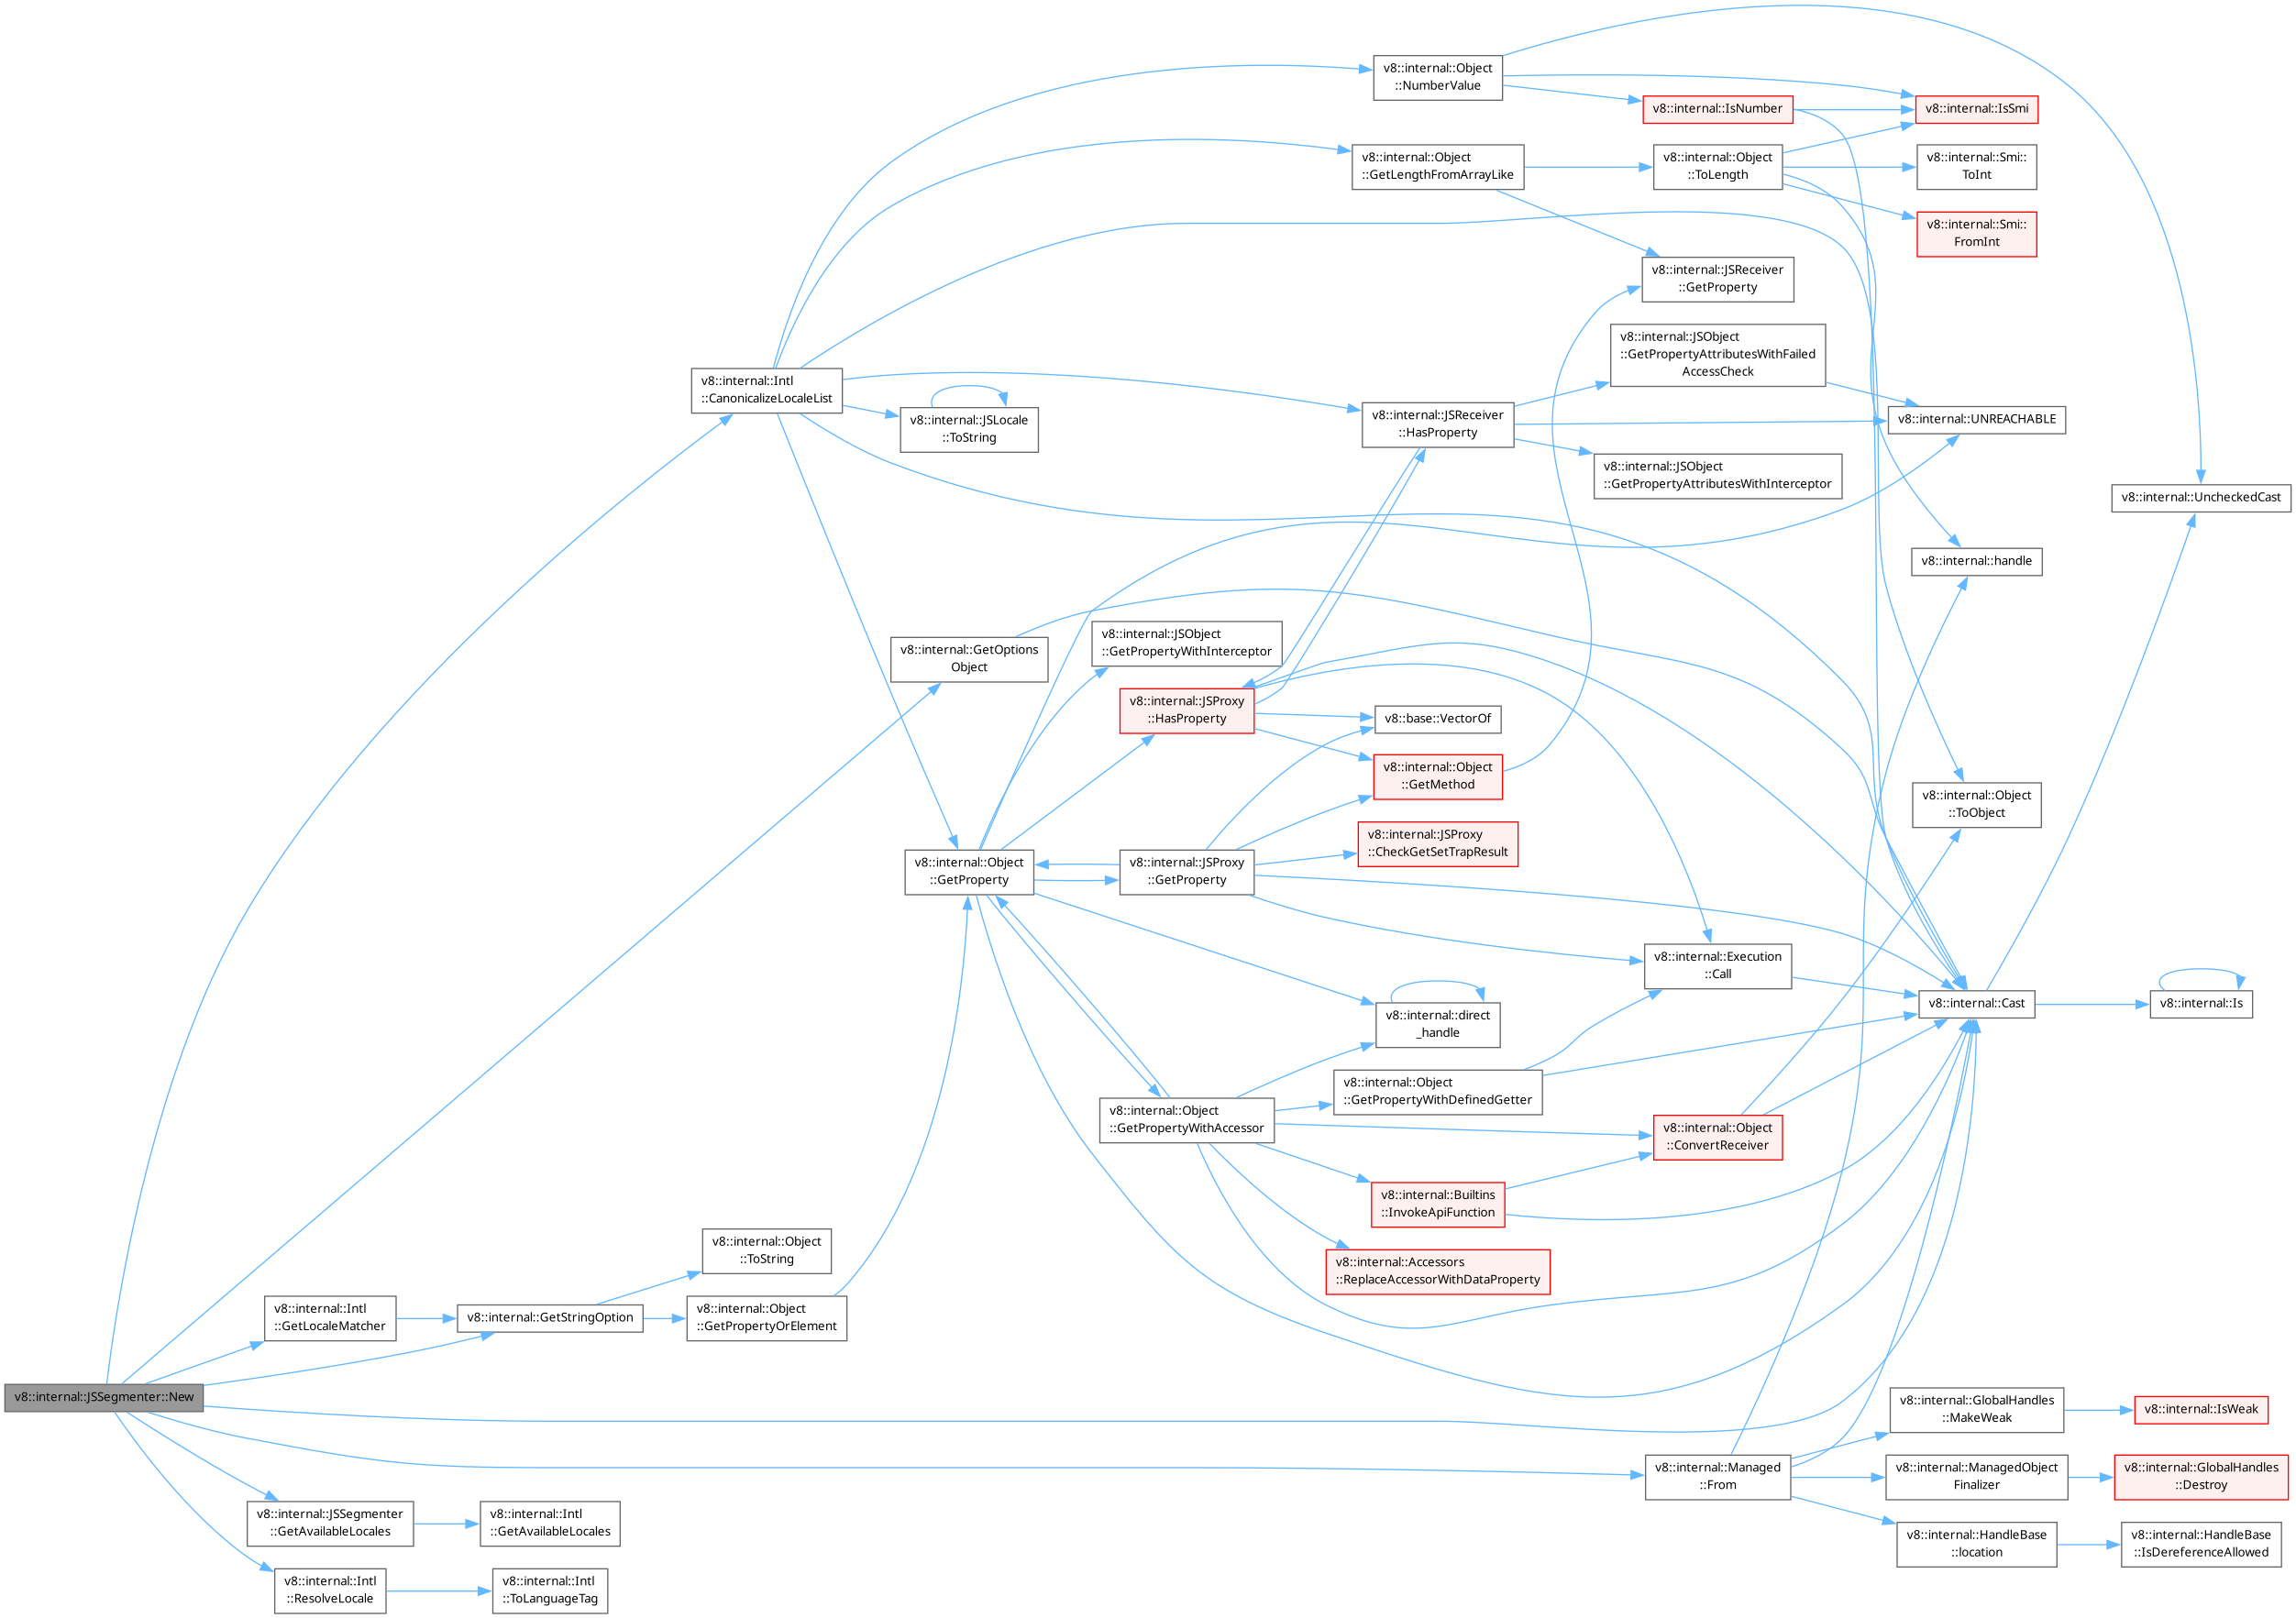 v8::internal::Object
::NumberValue
v8::internal::IsNumber
v8::internal::IsSmi
v8::internal::Object
::GetLengthFromArrayLike
v8::internal::Object
::ToLength
v8::internal::Smi::
ToInt
v8::internal::Smi::
FromInt
v8::internal::JSReceiver
::GetProperty
v8::internal::JSObject
::GetPropertyAttributesWithFailed
AccessCheck
v8::internal::Intl
::CanonicalizeLocaleList
v8::internal::JSLocale
::ToString
v8::internal::JSReceiver
::HasProperty
v8::internal::UNREACHABLE
v8::internal::JSObject
::GetPropertyAttributesWithInterceptor
v8::internal::UncheckedCast
v8::internal::handle
v8::internal::GetOptions
Object
v8::internal::JSObject
::GetPropertyWithInterceptor
v8::internal::JSProxy
::HasProperty
v8::base::VectorOf
v8::internal::Object
::GetMethod
v8::internal::Object
::ToObject
v8::internal::JSProxy
::CheckGetSetTrapResult
v8::internal::Object
::GetProperty
v8::internal::JSProxy
::GetProperty
v8::internal::Execution
::Call
v8::internal::Cast
v8::internal::Is
v8::internal::direct
_handle
v8::internal::Object
::GetPropertyWithDefinedGetter
v8::internal::Object
::GetPropertyWithAccessor
v8::internal::Object
::ConvertReceiver
v8::internal::Builtins
::InvokeApiFunction
v8::internal::Accessors
::ReplaceAccessorWithDataProperty
v8::internal::Object
::ToString
v8::internal::Intl
::GetLocaleMatcher
v8::internal::GetStringOption
v8::internal::Object
::GetPropertyOrElement
v8::internal::JSSegmenter::New
v8::internal::GlobalHandles
::MakeWeak
v8::internal::IsWeak
v8::internal::Managed
::From
v8::internal::ManagedObject
Finalizer
v8::internal::GlobalHandles
::Destroy
v8::internal::JSSegmenter
::GetAvailableLocales
v8::internal::Intl
::GetAvailableLocales
v8::internal::HandleBase
::location
v8::internal::HandleBase
::IsDereferenceAllowed
v8::internal::Intl
::ResolveLocale
v8::internal::Intl
::ToLanguageTag